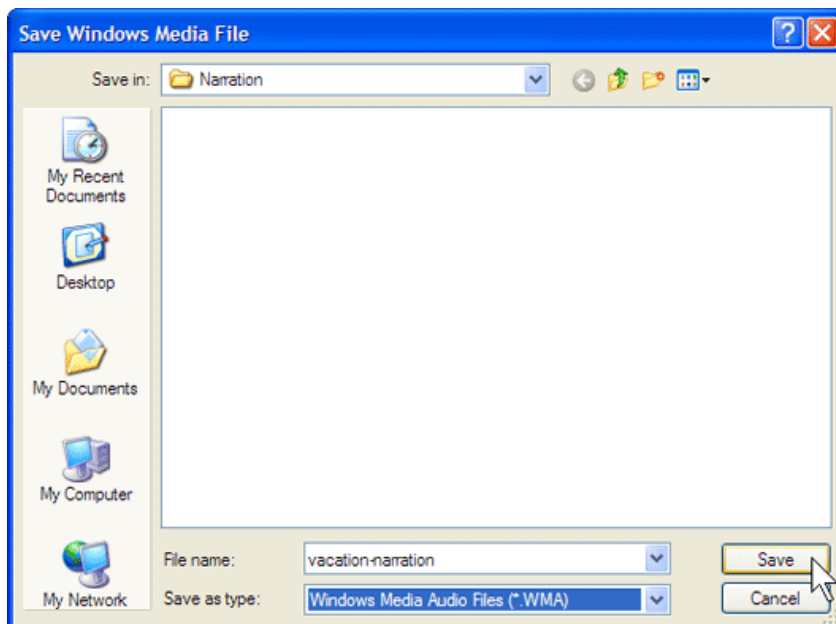 Save Windows Media File
Save in:
Narration
My Recent
Documents
Desktop
My Documents
My Computer
My Network
File name:
vacation-narration
Save
Save as type:
Windows Media Audio Files (*.WMA)
Cancel